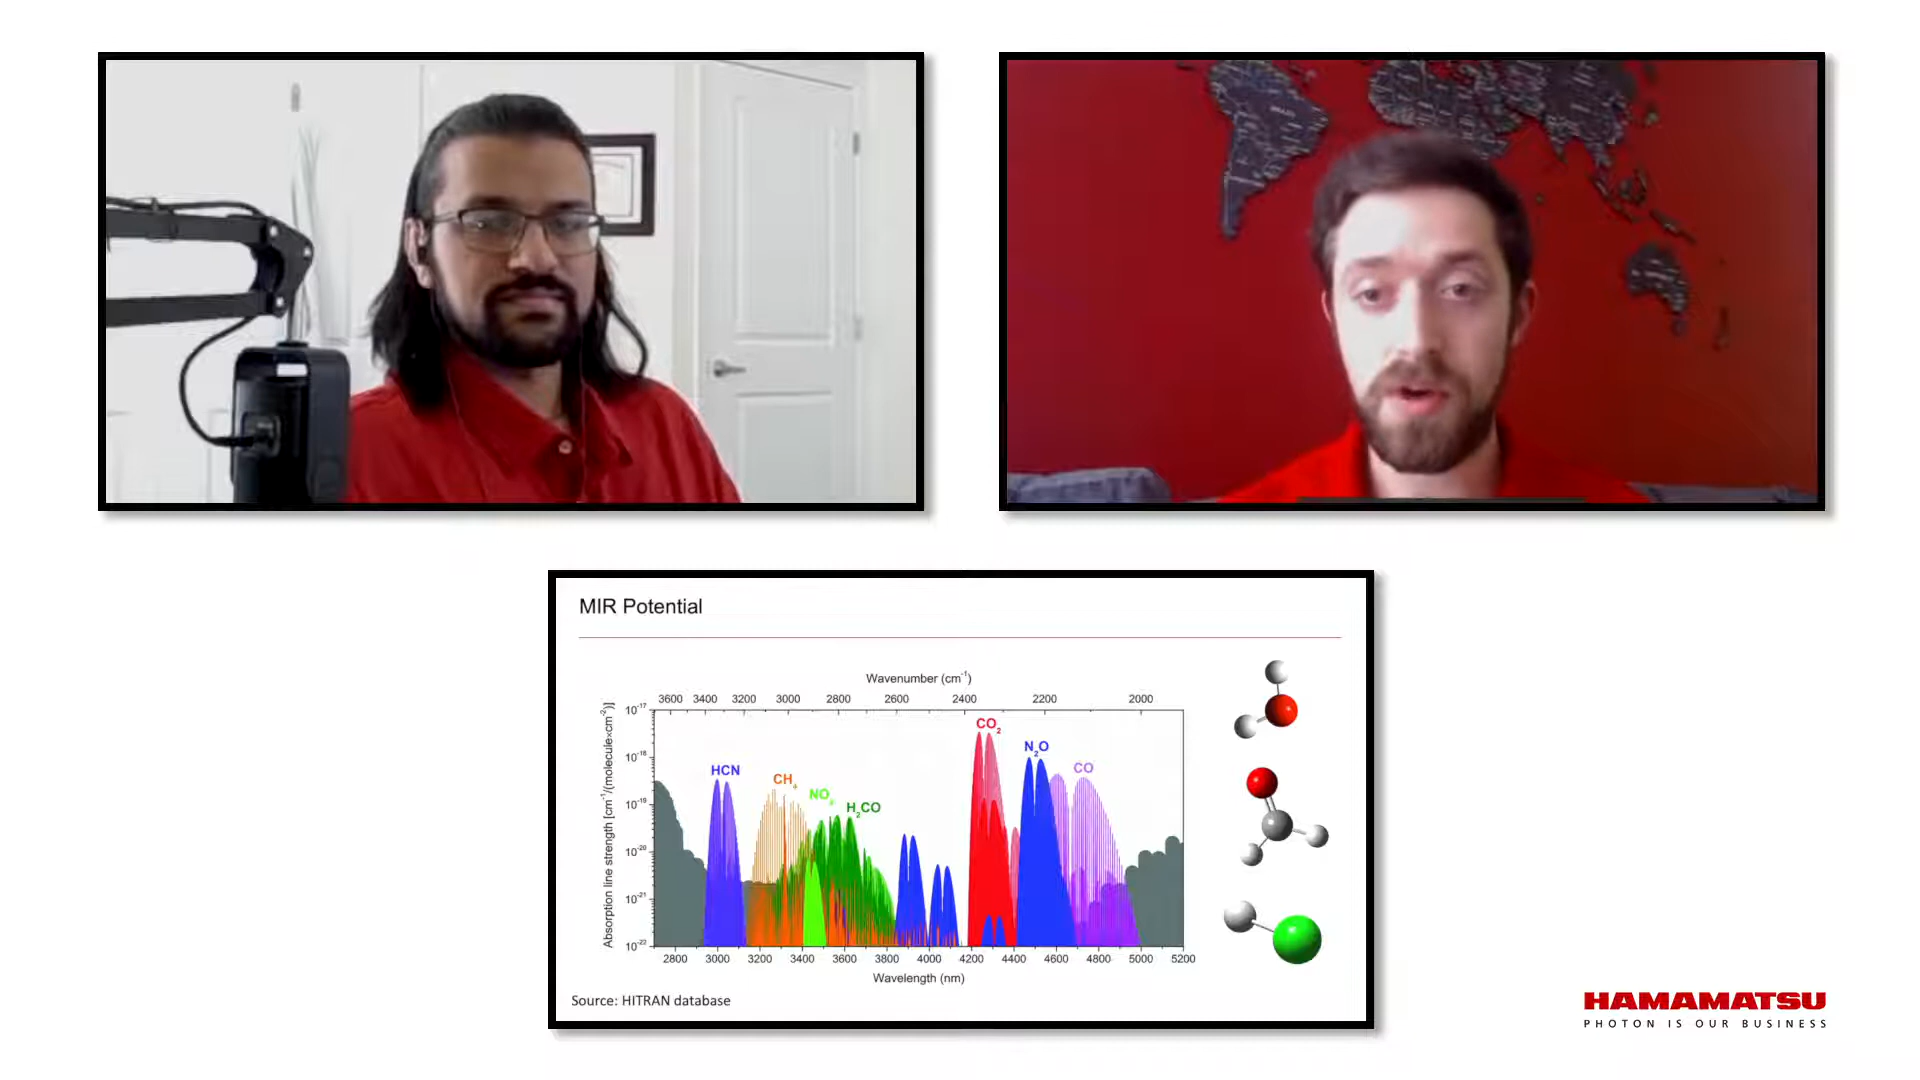 MIR Potential
Wavenumber (cm-1)
3600 3400 3200 3000 2800 2600 2400 2200 2000
Absorption line strength [cm-1/(molecule×cm-2)]
10-17
10-18
10-19
10-20
10-21
10-22
HCN
CH4
NO2
H2CO
CO2
N2O
CO
2800 3000 3200 3400 3600 3800 4000 4200 4400 4600 4800 5000 5200
Wavelength (nm)
Source: HITRAN database
HAMAMATSU
PHOTON IS OUR BUSINESS